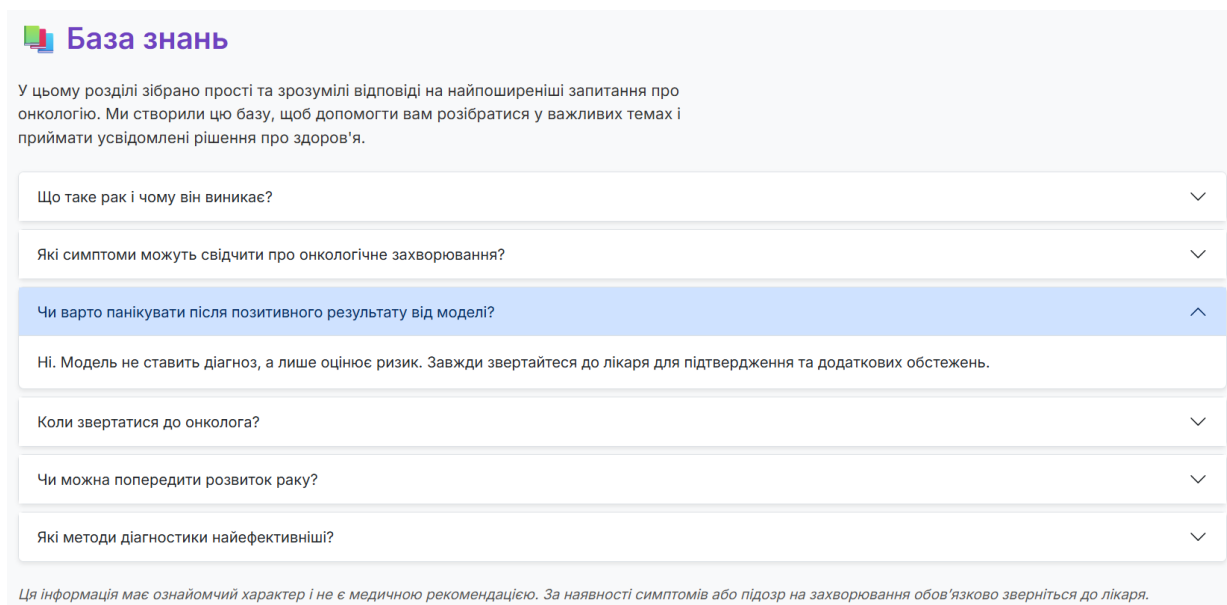 База знань
У цьому розділі зібрано прості та зрозумілі відповіді на найпоширеніші запитання про
онкологію. Ми створили цю базу, щоб допомогти вам розібратися у важливих темах і
приймати усвідомлені рішення про здоров'я.
Що таке рак і чому він виникає?
Які симптоми можуть свідчити про онкологічне захворювання?
Чи варто панікувати після позитивного результату від моделі?
Ні. Модель не ставить діагноз, а лише оцінює ризик. Завжди звертайтеся до лікаря для підтвердження та додаткових обстежень.
Коли звертатися до онколога?
Чи можна попередити розвиток раку?
Які методи діагностики найефективніші?
Ця інформація має ознайомчий характер і не є медичною рекомендацією. За наявності симптомів або підозр на захворювання обов’язково зверніться до лікаря.